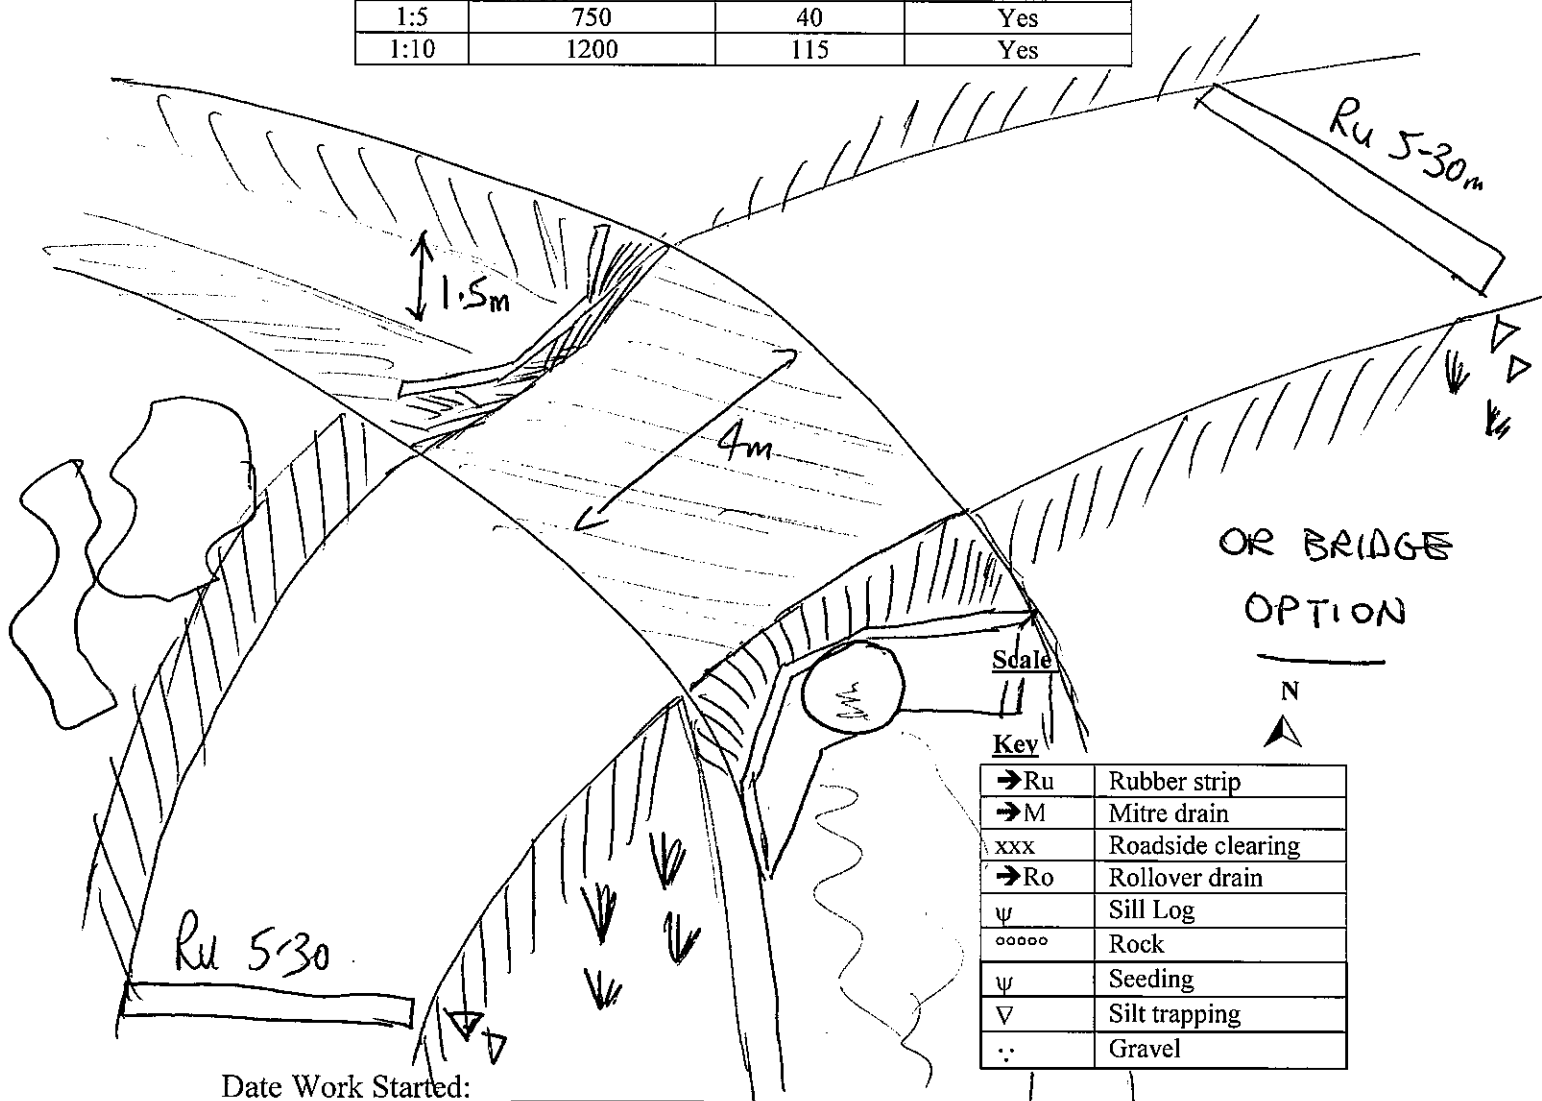 1:5 750 40 Yes
1:10 1200 115 Yes
Ru 5-30m
1.5m
4m
OR BRIDGE
OPTION
Scale
N
Key
➔Ru Rubber strip
➔M Mitre drain
xxx Roadside clearing
➔Ro Rollover drain
ψ Sill Log
ooooo Rock
ψ Seeding
∇ Silt trapping
∵ Gravel
Ru 5-30
Date Work Started: